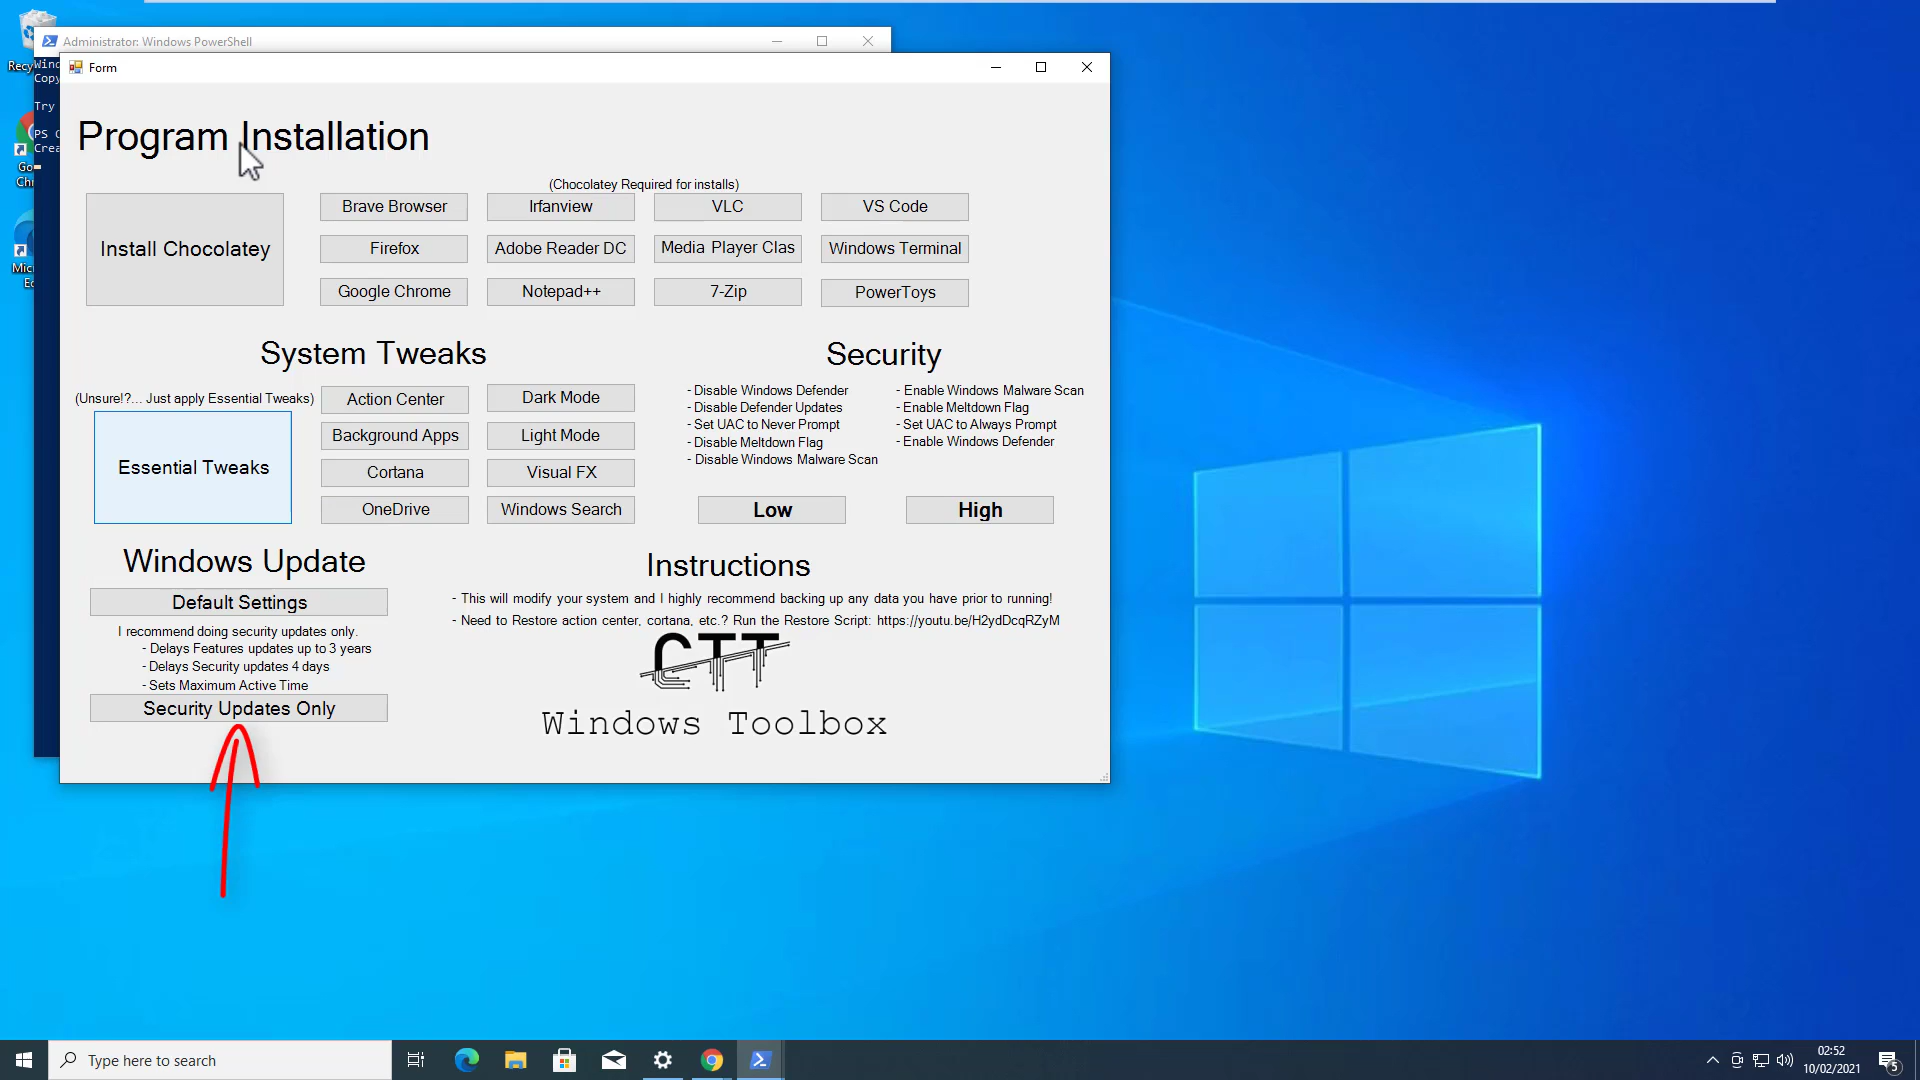 Administrator: Windows PowerShell
Form
Try
Program Installation
(Chocolatey Required for installs)
Install Chocolatey
Brave Browser
Irfanview
VLC
VS Code
Firefox
Adobe Reader DC
Media Player Clas
Windows Terminal
Google Chrome
Notepad++
7-Zip
PowerToys
System Tweaks
Security
(Unsure!?... Just apply Essential Tweaks)
Essential Tweaks
Action Center
Dark Mode
Background Apps
Light Mode
Cortana
Visual FX
OneDrive
Windows Search
- Disable Windows Defender
- Disable Defender Updates
- Set UAC to Never Prompt
- Disable Meltdown Flag
- Disable Windows Malware Scan
- Enable Windows Malware Scan
- Enable Meltdown Flag
- Set UAC to Always Prompt
- Enable Windows Defender
Low
High
Windows Update
Default Settings
I recommend doing security updates only.
- Delays Features updates up to 3 years
- Delays Security updates 4 days
- Sets Maximum Active Time
Security Updates Only
Instructions
- This will modify your system and I highly recommend backing up any data you have prior to running!
- Need to Restore action center, cortana, etc.? Run the Restore Script: https://youtu.be/H2ydDcqRZyM
CTT
Windows Toolbox
Type here to search
02:52
10/02/2021
5